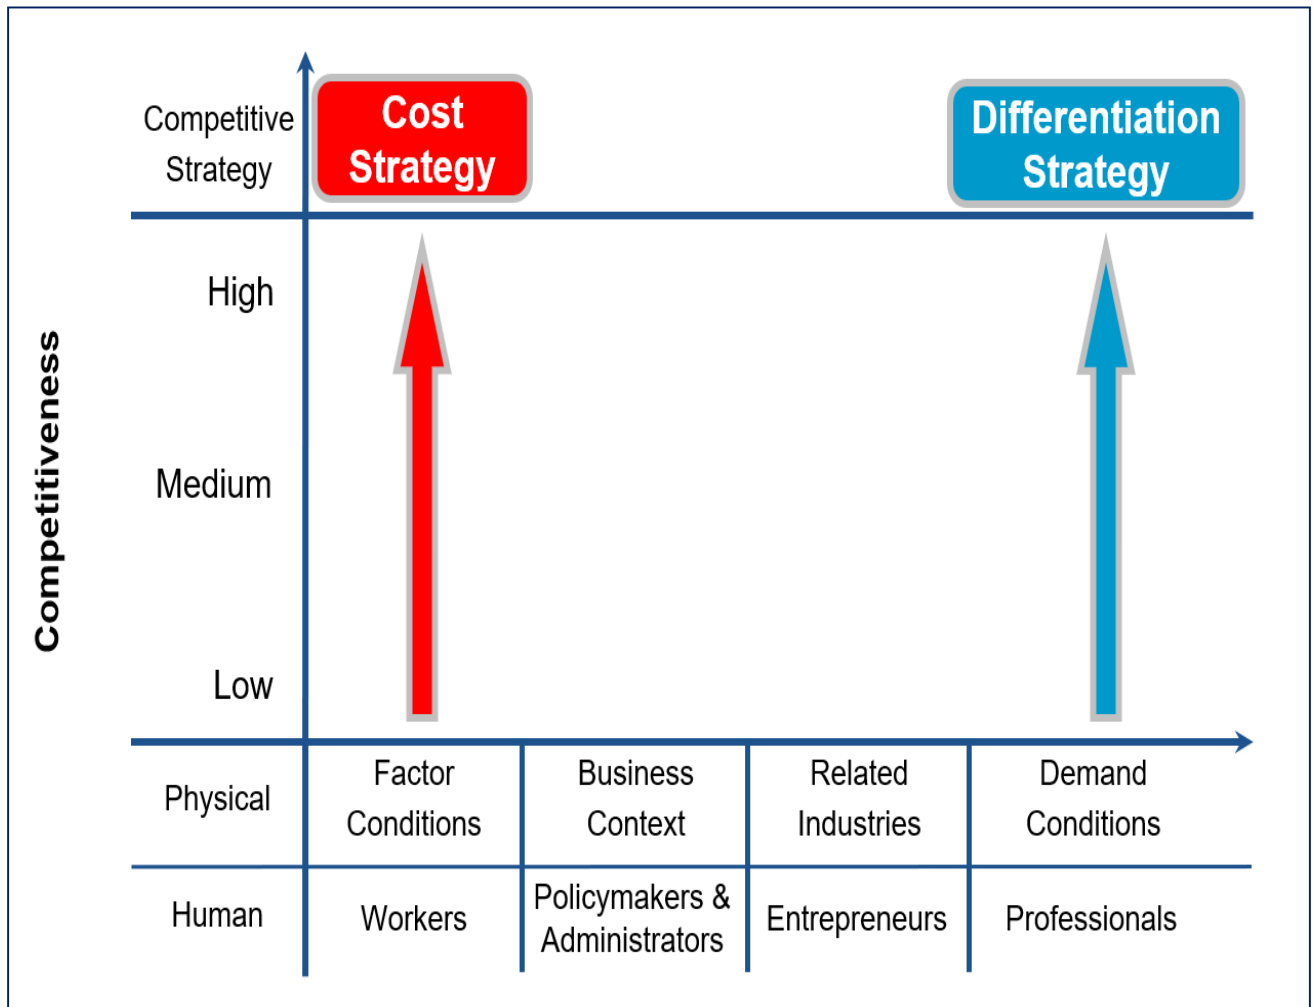 Competitive
Strategy
Cost
Strategy
Differentiation
Strategy
Competitiveness
High
Medium
Low
Physical
Factor
Conditions
Business
Context
Related
Industries
Demand
Conditions
Human
Workers
Policymakers &
Administrators
Entrepreneurs
Professionals